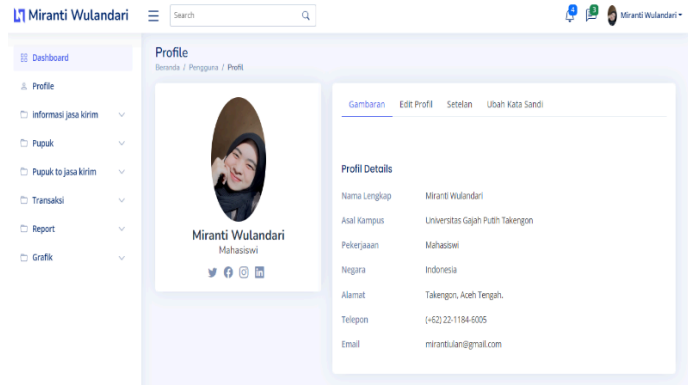 Miranti Wulandari
Search
4
3
Miranti Wulandari
Dashboard
Profile
informasi jasa kirim
Pupuk
Pupuk to jasa kirim
Transaksi
Report
Grafik
Profile
Beranda / Pengguna / Profil
Miranti Wulandari
Mahasiswi
Gambaran Edit Profil Setelan Ubah Kata Sandi
Profil Details
Nama Lengkap Miranti Wulandari
Asal Kampus Universitas Gajah Putih Takengon
Pekerjaaan Mahasiswi
Negara Indonesia
Alamat Takengon, Aceh Tengah.
Telepon (+62) 22-1184-6005
Email mirantiulan@gmail.com